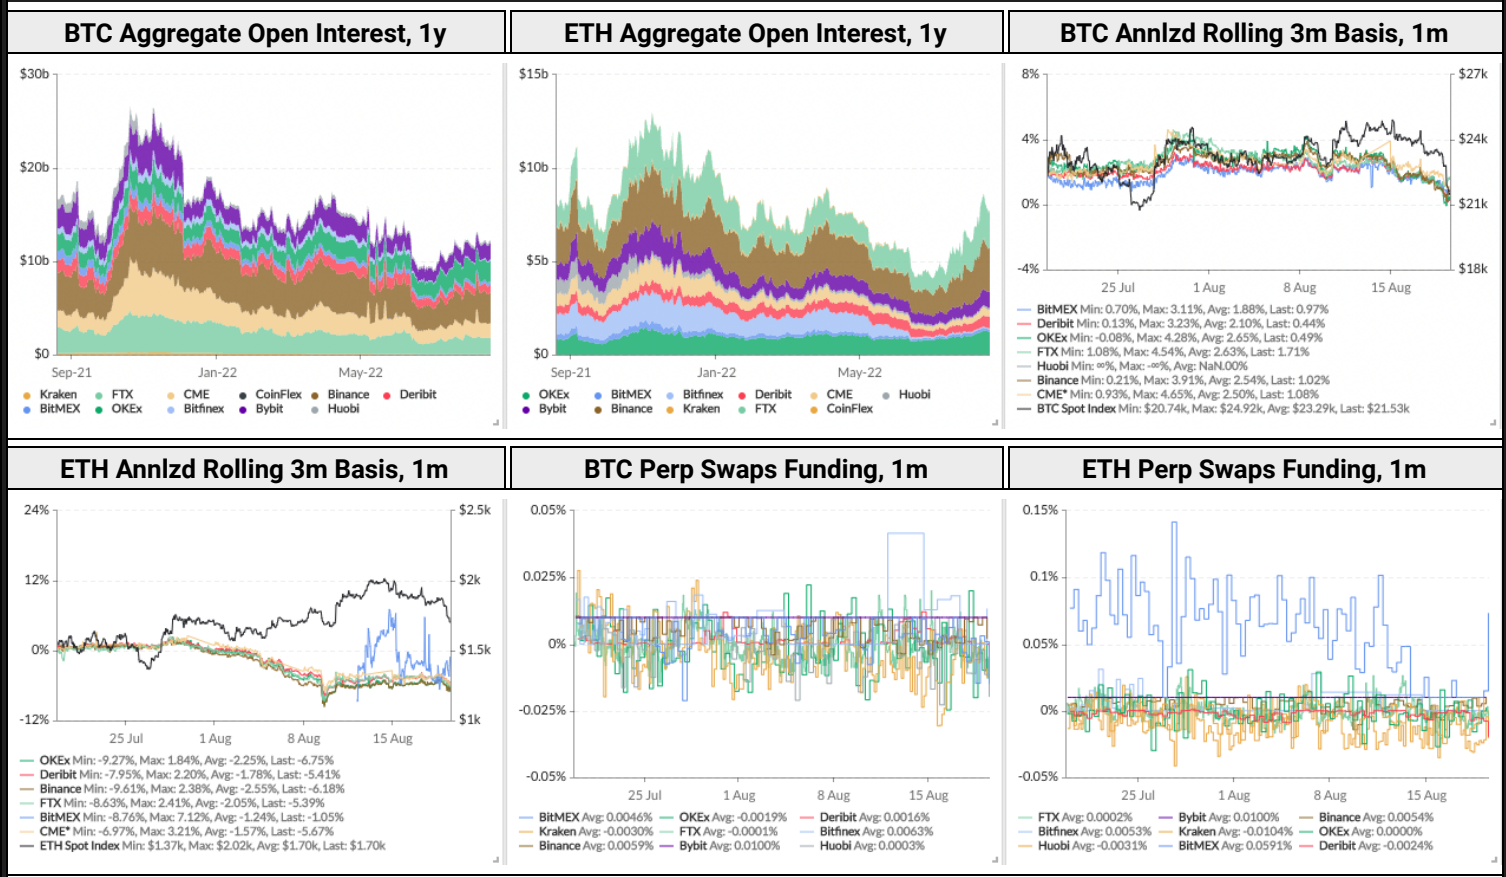 BTC Aggregate Open Interest, 1y
$30b
$20b
$10b
$0
Sep-21 Jan-22 May-22
Kraken FTX CME CoinFlex Binance Deribit
BitMEX OKEx Bitfinex Bybit Huobi
ETH Aggregate Open Interest, 1y
$15b
$10b
$5b
$0
Sep-21 Jan-22 May-22
OKEx BitMEX Bitfinex Deribit CME Huobi
Bybit Binance Kraken FTX CoinFlex
BTC Annlzd Rolling 3m Basis, 1m
8% $27k
4% $24k
0% $21k
-4% $18k
25 Jul 1 Aug 8 Aug 15 Aug
BitMEX Min: 0.70%, Max: 3.11%, Avg: 1.88%, Last: 0.97%
Deribit Min: 0.13%, Max: 3.23%, Avg: 2.10%, Last: 0.44%
OKEx Min: -0.08%, Max: 4.28%, Avg: 2.65%, Last: 0.49%
FTX Min: 1.08%, Max: 4.54%, Avg: 2.63%, Last: 1.71%
Huobi Min: ∞%, Max: -∞%, Avg: NaN.00%
Binance Min: 0.21%, Max: 3.91%, Avg: 2.54%, Last: 1.02%
CME* Min: 0.93%, Max: 4.65%, Avg: 2.50%, Last: 1.08%
BTC Spot Index Min: $20.74k, Max: $24.92k, Avg: $23.29k, Last: $21.53k
ETH Annlzd Rolling 3m Basis, 1m
24% $2.5k
12% $2k
0% $1.5k
-12% $1k
25 Jul 1 Aug 8 Aug 15 Aug
OKEx Min: -9.27%, Max: 1.84%, Avg: -2.25%, Last: -6.75%
Deribit Min: -7.95%, Max: 2.20%, Avg: -1.78%, Last: -5.41%
Binance Min: -9.61%, Max: 2.38%, Avg: -2.55%, Last: -6.18%
FTX Min: -8.63%, Max: 2.41%, Avg: -2.05%, Last: -5.39%
BitMEX Min: -8.76%, Max: 7.12%, Avg: -1.24%, Last: -1.05%
CME* Min: -6.97%, Max: 3.21%, Avg: -1.57%, Last: -5.67%
ETH Spot Index Min: $1.37k, Max: $2.02k, Avg: $1.70k, Last: $1.70k
BTC Perp Swaps Funding, 1m
0.05%
0.025%
0%
-0.025%
-0.05%
25 Jul 1 Aug 8 Aug 15 Aug
BitMEX Avg: 0.0046% OKEx Avg: -0.0019% Deribit Avg: 0.0016%
Kraken Avg: -0.0030% FTX Avg: -0.0001% Bitfinex Avg: 0.0063%
Binance Avg: 0.0059% Bybit Avg: 0.0100% Huobi Avg: 0.0003%
ETH Perp Swaps Funding, 1m
0.15%
0.1%
0.05%
0%
-0.05%
25 Jul 1 Aug 8 Aug 15 Aug
FTX Avg: 0.0002% Bybit Avg: 0.0100% Binance Avg: 0.0054%
Bitfinex Avg: 0.0053% Kraken Avg: -0.0104% OKEx Avg: 0.0000%
Huobi Avg: -0.0031% BitMEX Avg: 0.0591% Deribit Avg: -0.0024%